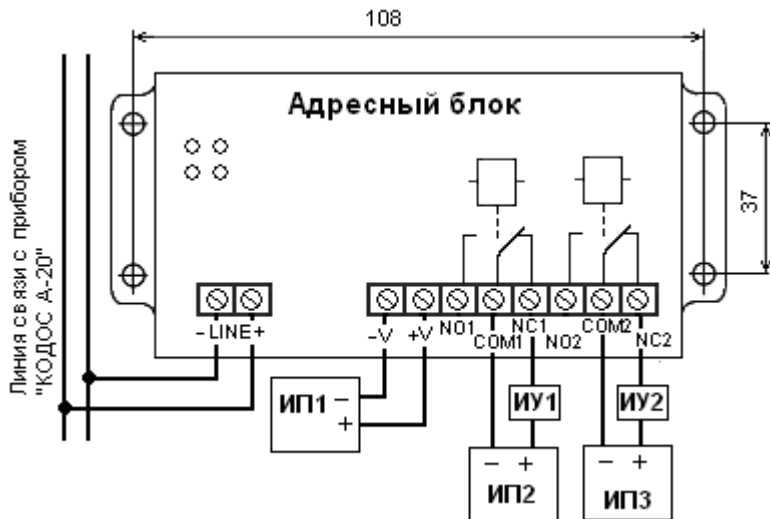 108
Адресный блок
37
Линия связи с прибором
"КОДОС А-20"
-LINE+
-V
+V
NO1
COM1
NC1
NO2
COM2
NC2
ИП1
-
+
ИУ1
ИУ2
- +
ИП2
- +
ИП3